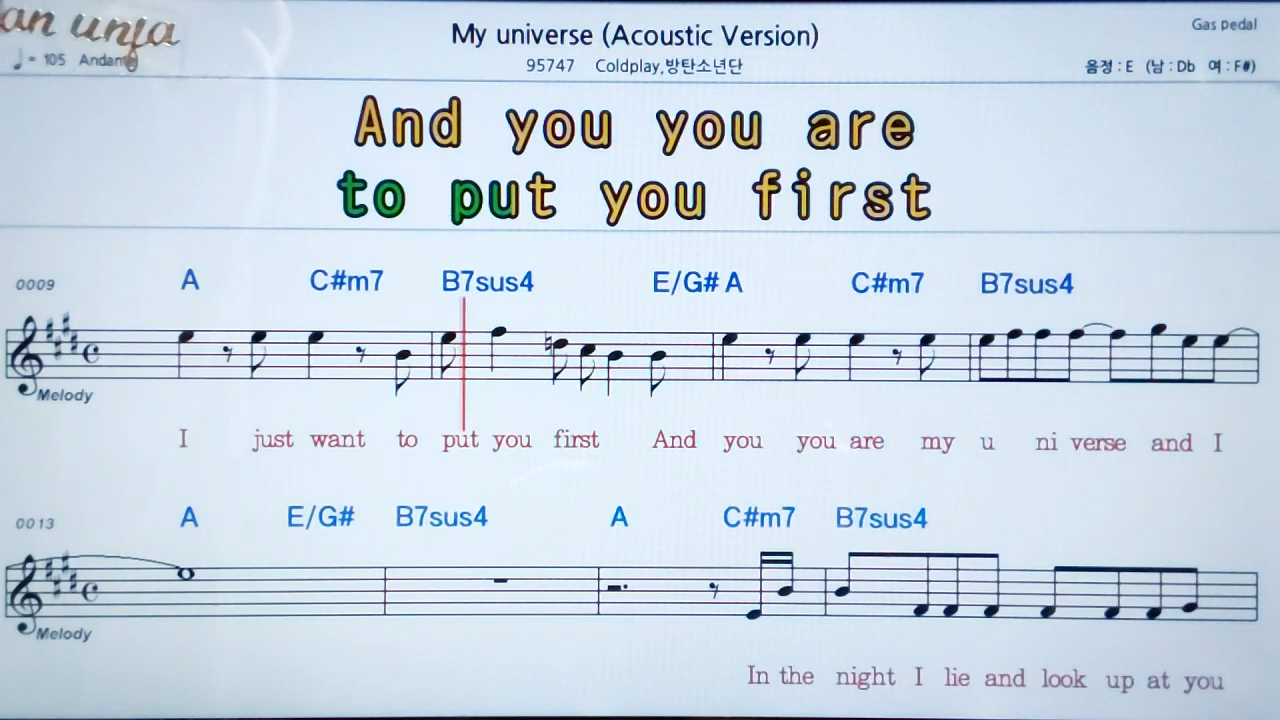 an unja
My universe (Acoustic Version)
Gas pedal
♩= 105 Andante
95747 Coldplay,방탄소년단
음정 : E (남 : Db 여 : F#)
And you you are
to put you first
0009 A C#m7 B7sus4 E/G# A C#m7 B7sus4
Melody
I just want to put you first And you you are my u ni verse and I
0013 A E/G# B7sus4 A C#m7 B7sus4
Melody
In the night I lie and look up at you